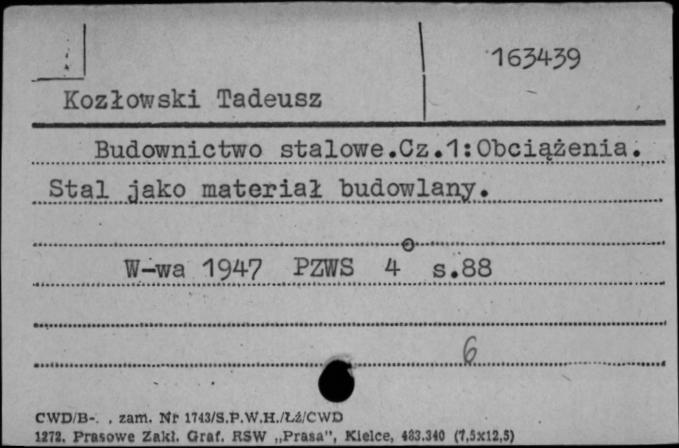 163439
Kozłowski Tadeusz
Budownictwo stalowe.Cz.1:Obciążenia.
Stal jako materiał budowlany.
W-wa 1947 PZWS 4° s.88
6
CWD/B-. , zam. Nr 1743/S.P.W.H./Łź/CWD
1272. Prasowe Zakł. Graf. RSW „Prasa", Kielce, 483.340 (7,5x12,5)